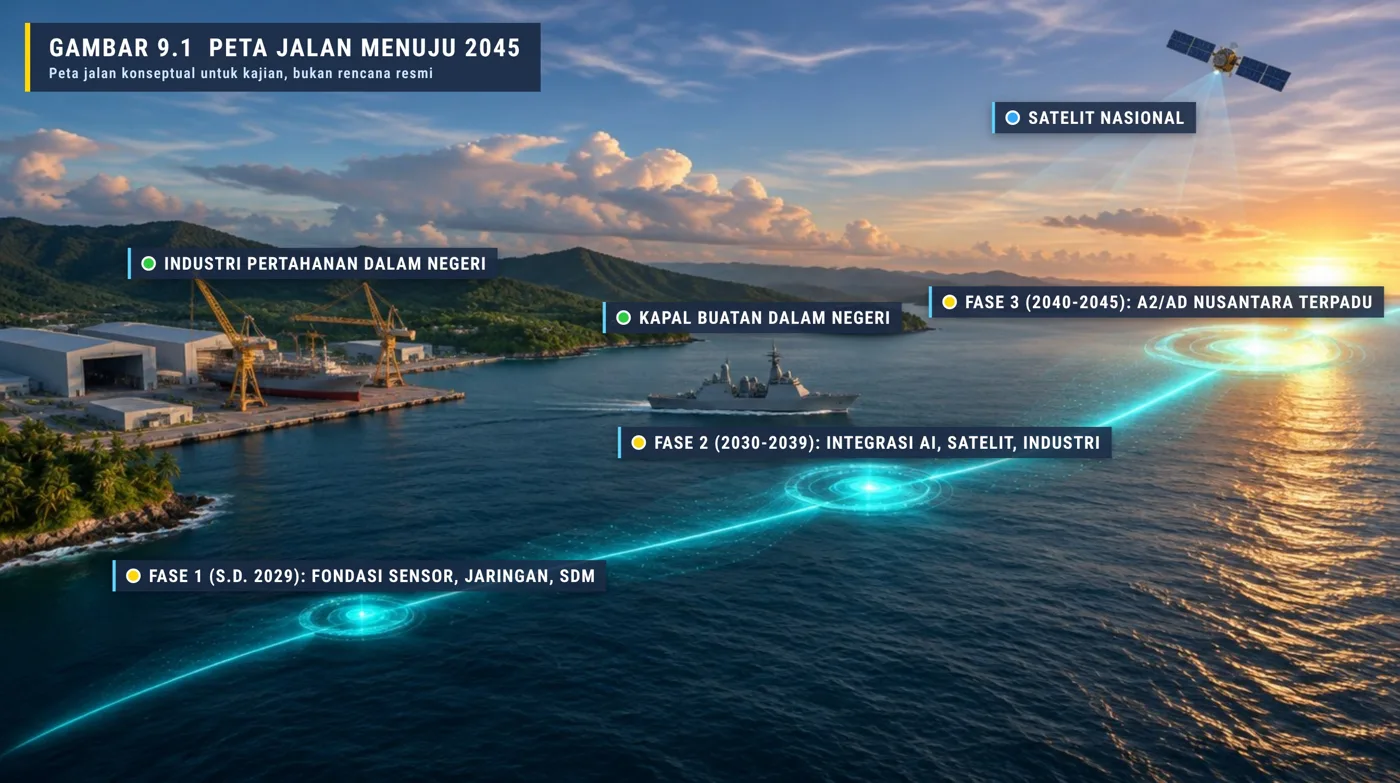 GAMBAR 9.1 PETA JALAN MENUJU 2045
Peta jalan konseptual untuk kajian, bukan rencana resmi
SATELIT NASIONAL
INDUSTRI PERTAHANAN DALAM NEGERI
FASE 3 (2040-2045): A2/AD NUSANTARA TERPADU
KAPAL BUATAN DALAM NEGERI
FASE 2 (2030-2039): INTEGRASI AI, SATELIT, INDUSTRI
FASE 1 (S.D. 2029): FONDASI SENSOR, JARINGAN, SDM